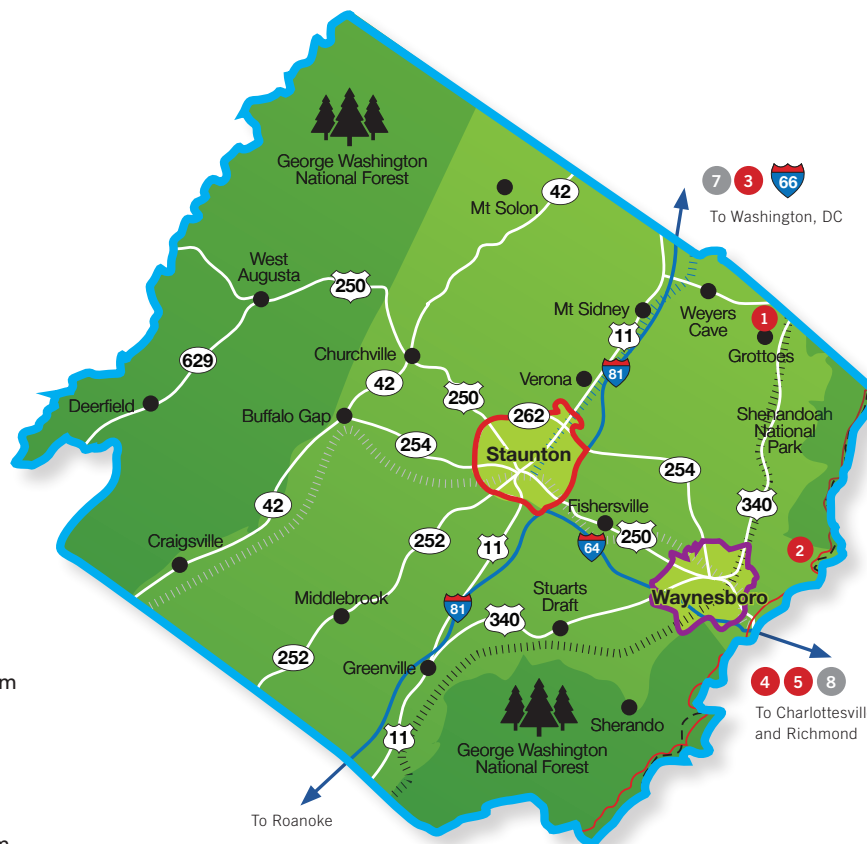 George Washington
National Forest
Mt Solon
42
7
3
66
To Washington, DC
West
Augusta
250
Mt Sidney
Weyers
Cave
1
Grottoes
11
629
Churchville
81
Verona
42
250
Deerfield
Buffalo Gap
262
Shenandoah
National
Park
254
Staunton
254
42
340
Fishersville
252
11
250
64
2
Craigsville
Stuarts
Draft
Waynesboro
Middlebrook
81
340
252
Greenville
4
5
8
m
Sherando
To Charlottesvill
and Richmond
11
George Washington
National Forest
To Roanoke